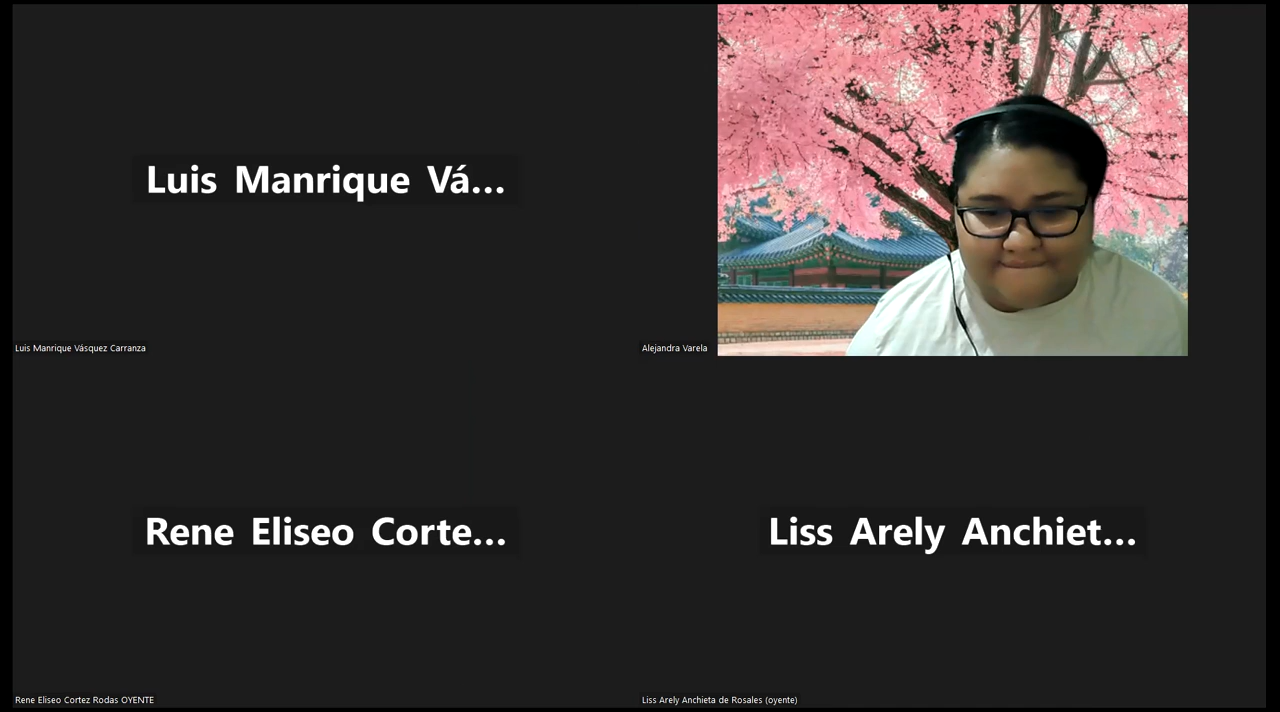 Luis Manrique Vá...
Luis Manrique Vásquez Carranza
Alejandra Varela
Rene Eliseo Corte...
Liss Arely Anchiet...
Rene Eliseo Cortez Rodas OYENTE
Liss Arely Anchieta de Rosales (oyente)